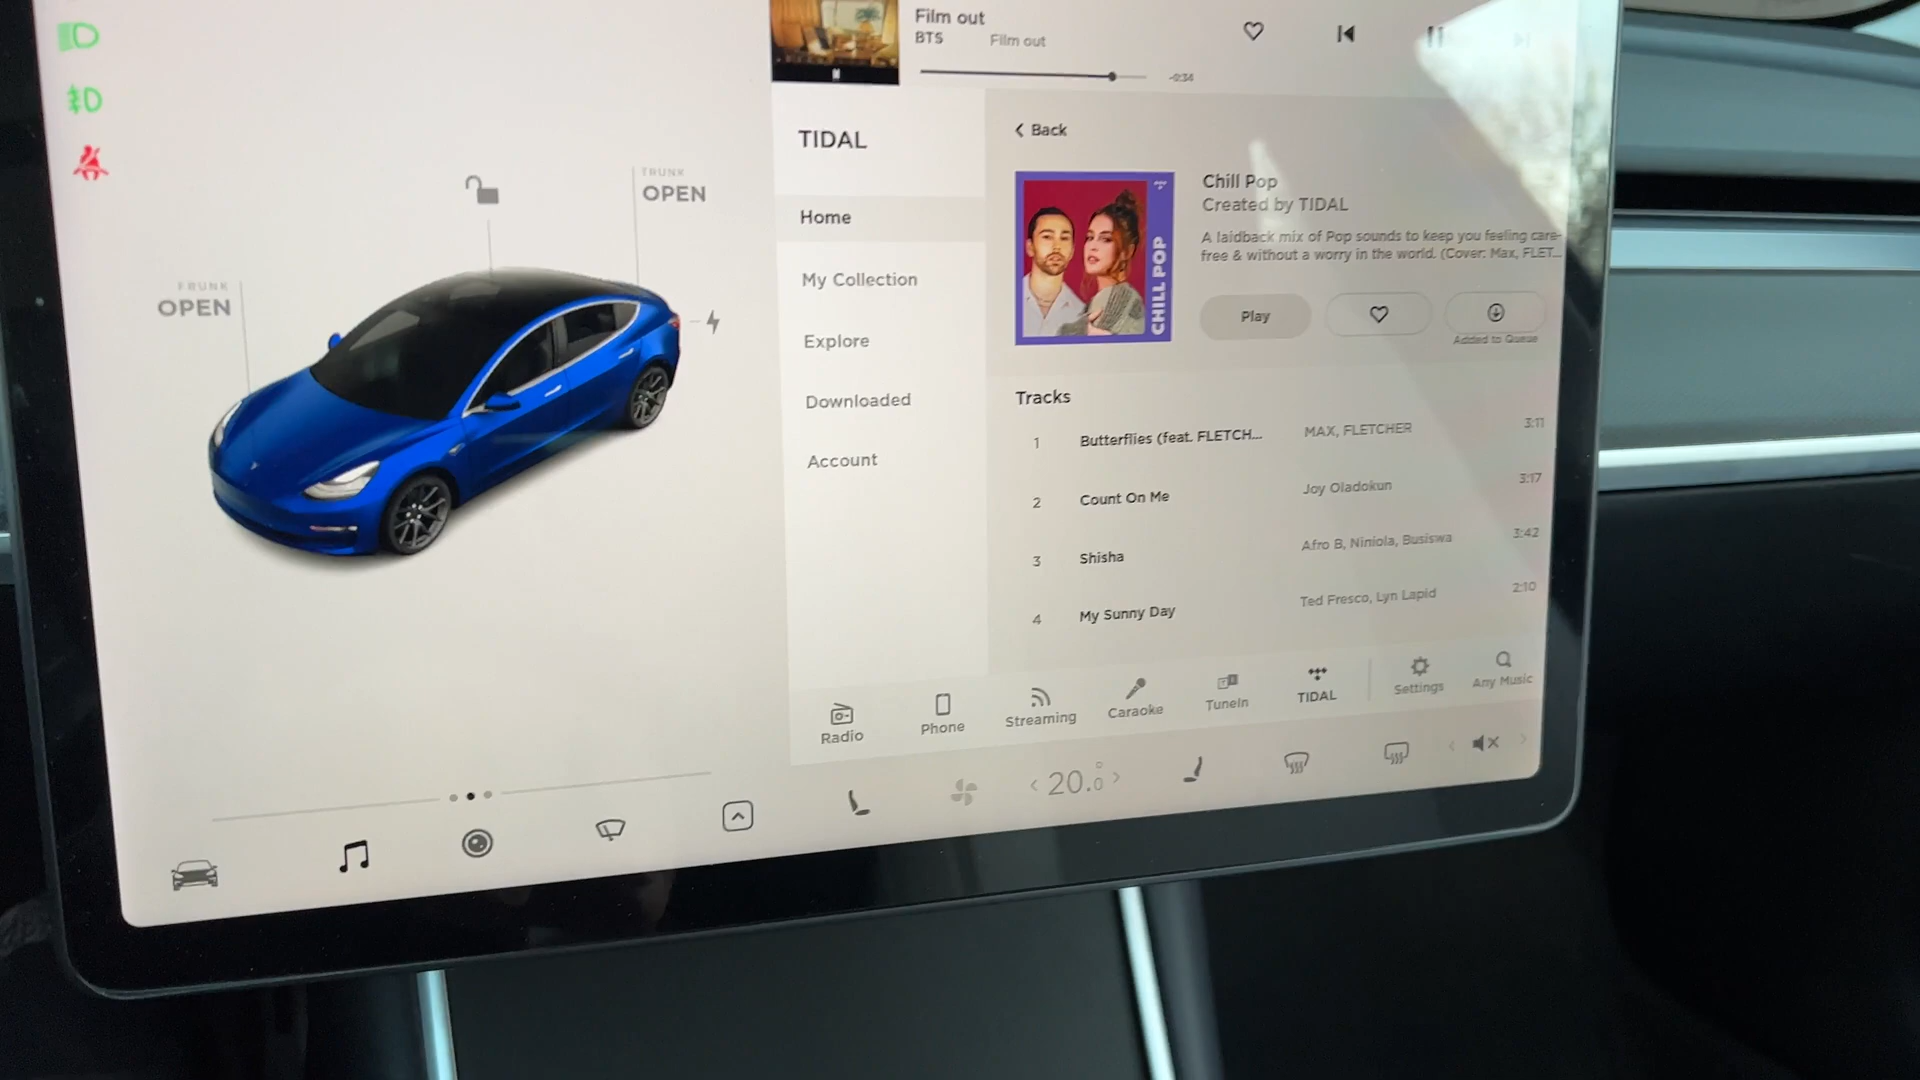 Film out
BTS Film out
-0:34
TIDAL
Home
My Collection
Explore
Downloaded
Account
Back
CHILL POP
Chill Pop
Created by TIDAL
A laidback mix of Pop sounds to keep you feeling care-
free & without a worry in the world. (Cover: Max, FLET...
Play
Added to Queue
Tracks
1 Butterflies (feat. FLETCH... MAX, FLETCHER 3:11
2 Count On Me Joy Oladokun 3:17
3 Shisha Afro B, Niniola, Busiswa 3:42
4 My Sunny Day Ted Fresco, Lyn Lapid 2:10
TRUNK
OPEN
FRUNK
OPEN
Radio
Phone
Streaming
Caraoke
TuneIn
TIDAL
Settings
Any Music
20.0°